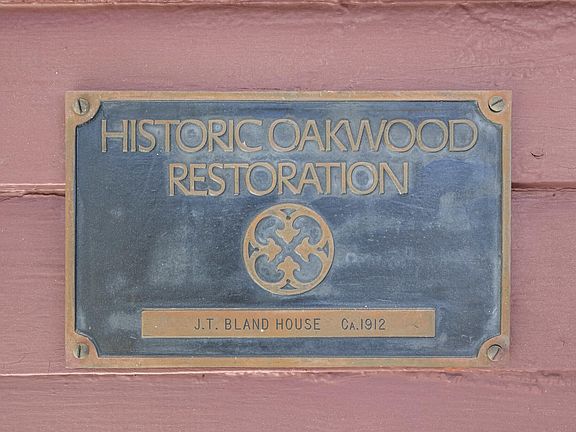 HISTORIC OAKWOOD
RESTORATION
J.T. BLAND HOUSE CA.1912